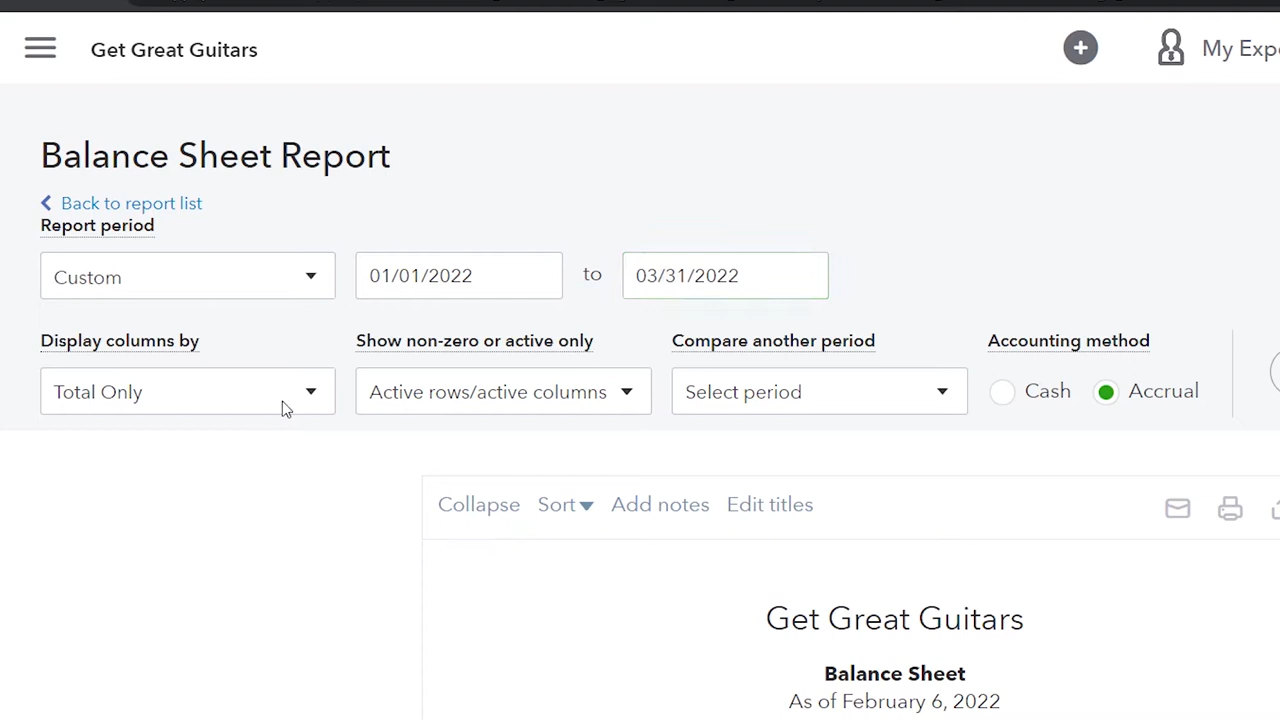 Get Great Guitars
My Expe
Balance Sheet Report
Back to report list
Report period
Custom
01/01/2022 to 03/31/2022
Display columns by
Show non-zero or active only
Compare another period
Accounting method
Total Only
Active rows/active columns
Select period
Cash
Accrual
Collapse Sort Add notes Edit titles
Get Great Guitars
Balance Sheet
As of February 6, 2022